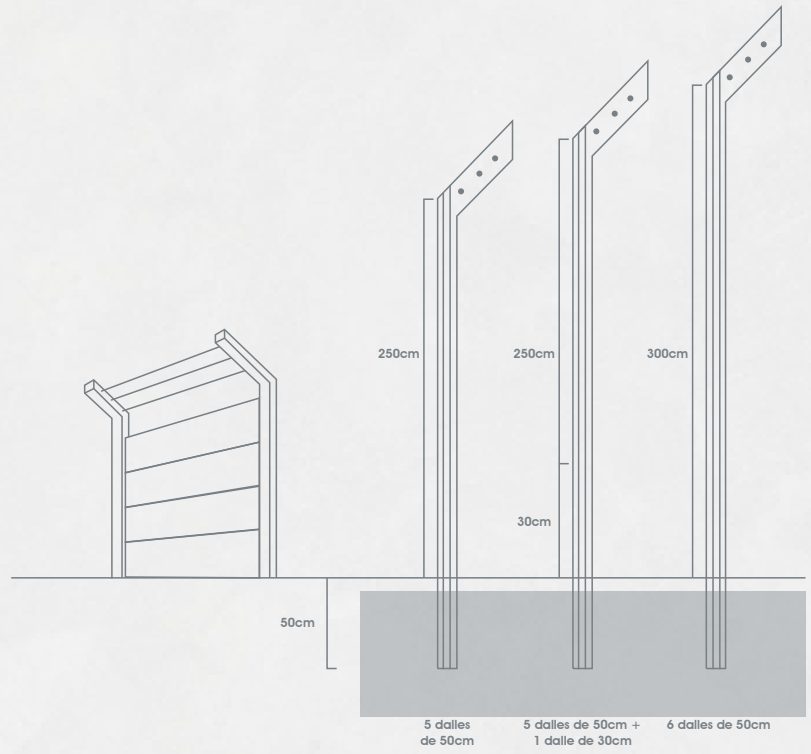 250cm
250cm
300cm
30cm
50cm
5 dalles
de 50cm
5 dalles de 50cm +
1 dalle de 30cm
6 dalles de 50cm